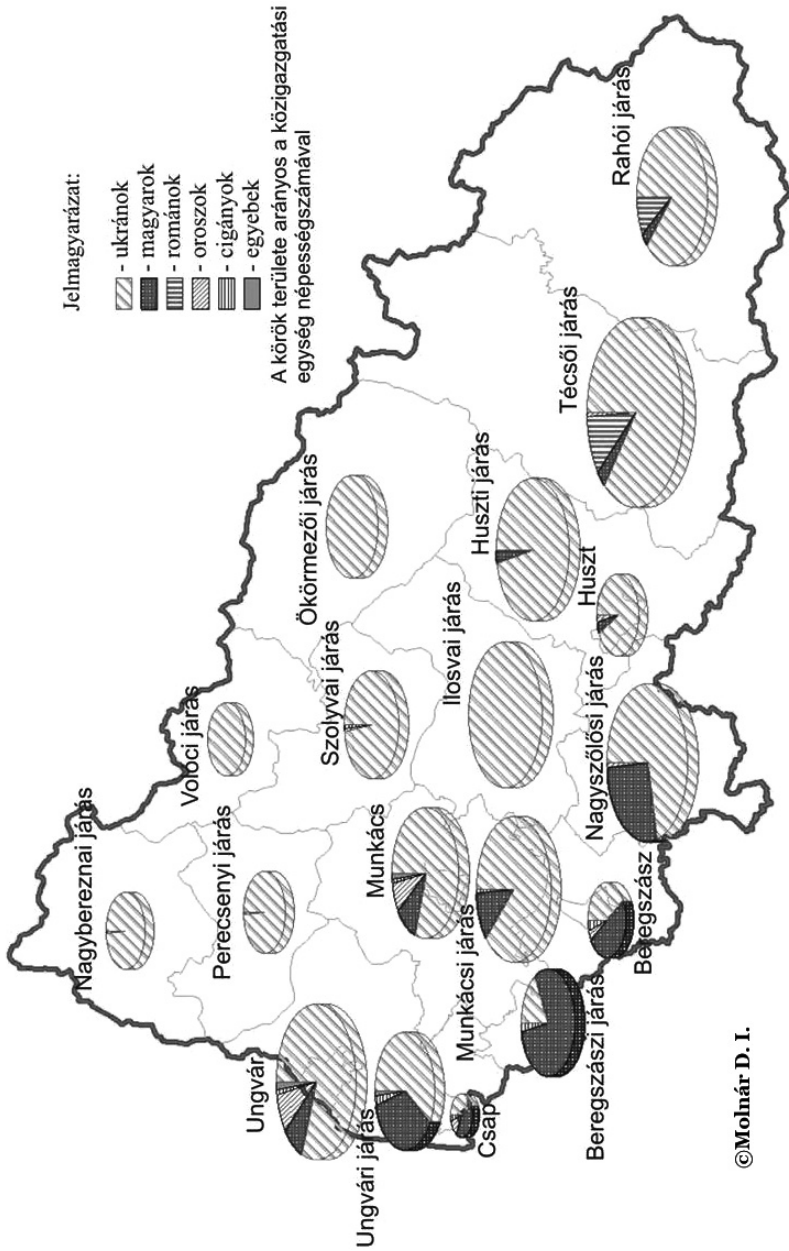 Jelmagyarázat:
- ukránok
- magyarok
- románok
- oroszok
- cigányok
- egyebek
A körök területe arányos a közigazgatási
egység népességszámával
Nagybereznai járás
Volóci járás
Perecsenyi járás
Ökörmezői járás
Szolyvai járás
Ungvár
Munkács
Ungvári járás
Ilosvai járás
Huszti járás
Munkácsi járás
Csap
Técsői járás
Rahói járás
Huszt
Nagyszőlősi járás
Beregszász
Beregszászi járás
©Molnár D. I.